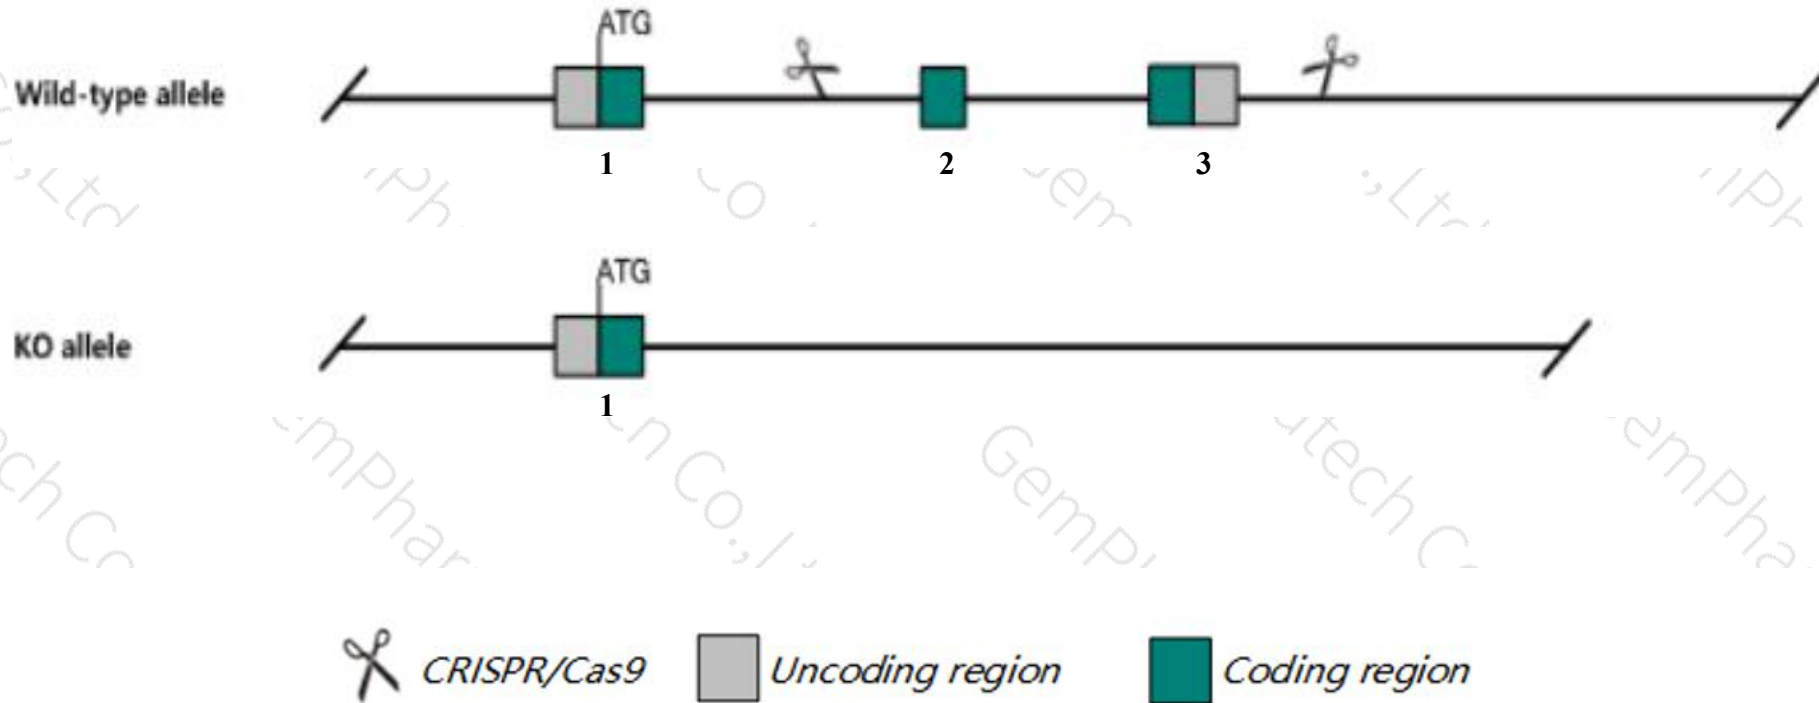 ATG
Wild-type allele
1 2 3
ATG
KO allele
1
CRISPR/Cas9 Uncoding region Coding region